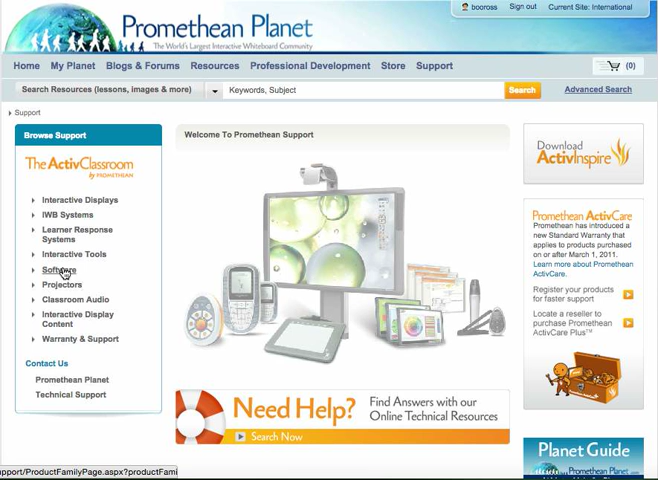 booross Sign out Current Site: International
Promethean Planet
The World's Largest Interactive Whiteboard Community
Home My Planet Blogs & Forums Resources Professional Development Store Support (0)
Search Resources (lessons, images & more) Keywords, Subject Search Advanced Search
Support
Browse Support
The ActivClassroom
by PROMETHEAN
Interactive Displays
IWB Systems
Learner Response
Systems
Interactive Tools
Software
Projectors
Classroom Audio
Interactive Display
Content
Warranty & Support
Contact Us
Promethean Planet
Technical Support
Welcome To Promethean Support
Need Help?
Find Answers with our
Online Technical Resources
Search Now
Download
ActivInspire
Promethean ActivCare
Promethean has introduced a
new Standard Warranty that
applies to products purchased
on or after March 1, 2011.
Learn more about Promethean
ActivCare.
Register your products
for faster support
Locate a reseller to
purchase Promethean
ActivCare Plus™
Planet Guide
PrometheanPlanet.com
upport/ProductFamilyPage.aspx?productFami